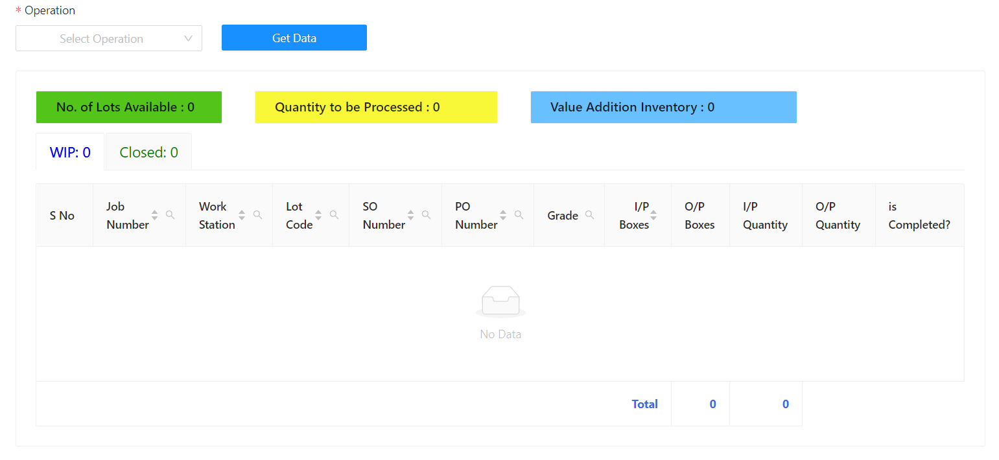 * Operation
Select Operation
Get Data
No. of Lots Available : 0
Quantity to be Processed : 0
Value Addition Inventory : 0
WIP: 0
Closed: 0
S No
Job
Number
Work
Station
Lot
Code
SO
Number
PO
Number
Grade
I/P
Boxes
O/P
Boxes
I/P
Quantity
O/P
Quantity
is
Completed?
No Data
Total
0
0